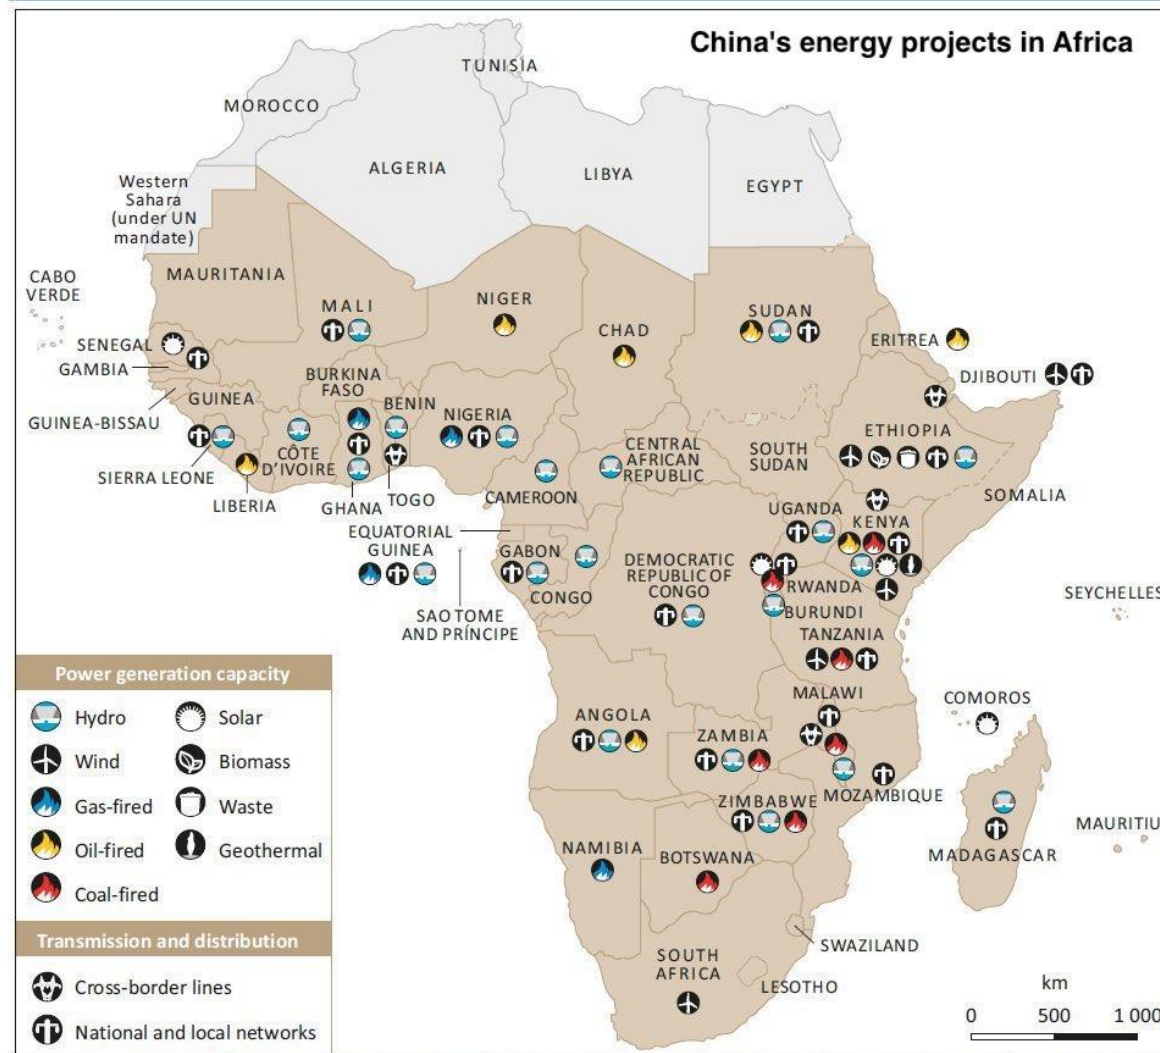 China's energy projects in Africa
TUNISIA
MOROCCO
ALGERIA
LIBYA
EGYPT
Western
Sahara
(under UN
mandate)
CABO
VERDE
MAURITANIA
MALI
NIGER
CHAD
SUDAN
ERITREA
SENEGAL
GAMBIA
DJIBOUTI
GUINEA-BISSAU
GUINEA
BURKINA
FASO
BENIN
NIGERIA
ETHIOPIA
SIERRA LEONE
CÔTE
D'IVOIRE
CENTRAL
AFRICAN
REPUBLIC
SOUTH
SUDAN
SOMALIA
LIBERIA
GHANA
TOGO
CAMEROON
UGANDA
KENYA
EQUATORIAL
GUINEA
GABON
CONGO
DEMOCRATIC
REPUBLIC OF
CONGO
RWANDA
BURUNDI
SEYCHELLES
SAO TOME
AND PRÍNCIPE
TANZANIA
MALAWI
COMOROS
ANGOLA
ZAMBIA
MOZAMBIQUE
ZIMBABWE
MAURITIU
MADAGASCAR
NAMIBIA
BOTSWANA
SWAZILAND
SOUTH
AFRICA
LESOTHO
Power generation capacity
Hydro
Solar
Wind
Biomass
Gas-fired
Waste
Oil-fired
Geothermal
Coal-fired
Transmission and distribution
Cross-border lines
National and local networks
km
0 500 1 000